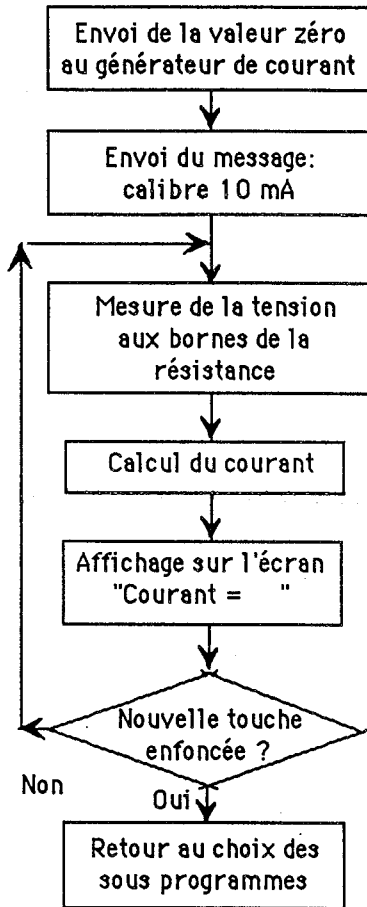 Envoi de la valeur zéro
au générateur de courant
Envoi du message:
calibre 10 mA
Mesure de la tension
aux bornes de la
résistance
Calcul du courant
Affichage sur l'écran
"Courant = "
Nouvelle touche
enfoncée ?
Non
Oui
Retour au choix des
sous programmes